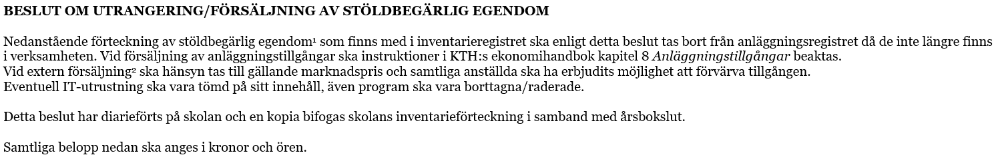 BESLUT OM UTRANGERING/FÖRSÄLJNING AV STÖLDBEGÄRLIG EGENDOM
Nedanstående förteckning av stöldbegärlig egendom¹ som finns med i inventarieregistret ska enligt detta beslut tas bort från anläggningsregistret då de inte längre finns
i verksamheten. Vid försäljning av anläggningstillgångar ska instruktioner i KTH:s ekonomihandbok kapitel 8 Anläggningstillgångar beaktas.
Vid extern försäljning² ska hänsyn tas till gällande marknadspris och samtliga anställda ska ha erbjudits möjlighet att förvärva tillgången.
Eventuell IT-utrustning ska vara tömd på sitt innehåll, även program ska vara borttagna/raderade.
Detta beslut har diarieförts på skolan och en kopia bifogas skolans inventarieförteckning i samband med årsbokslut.
Samtliga belopp nedan ska anges i kronor och ören.